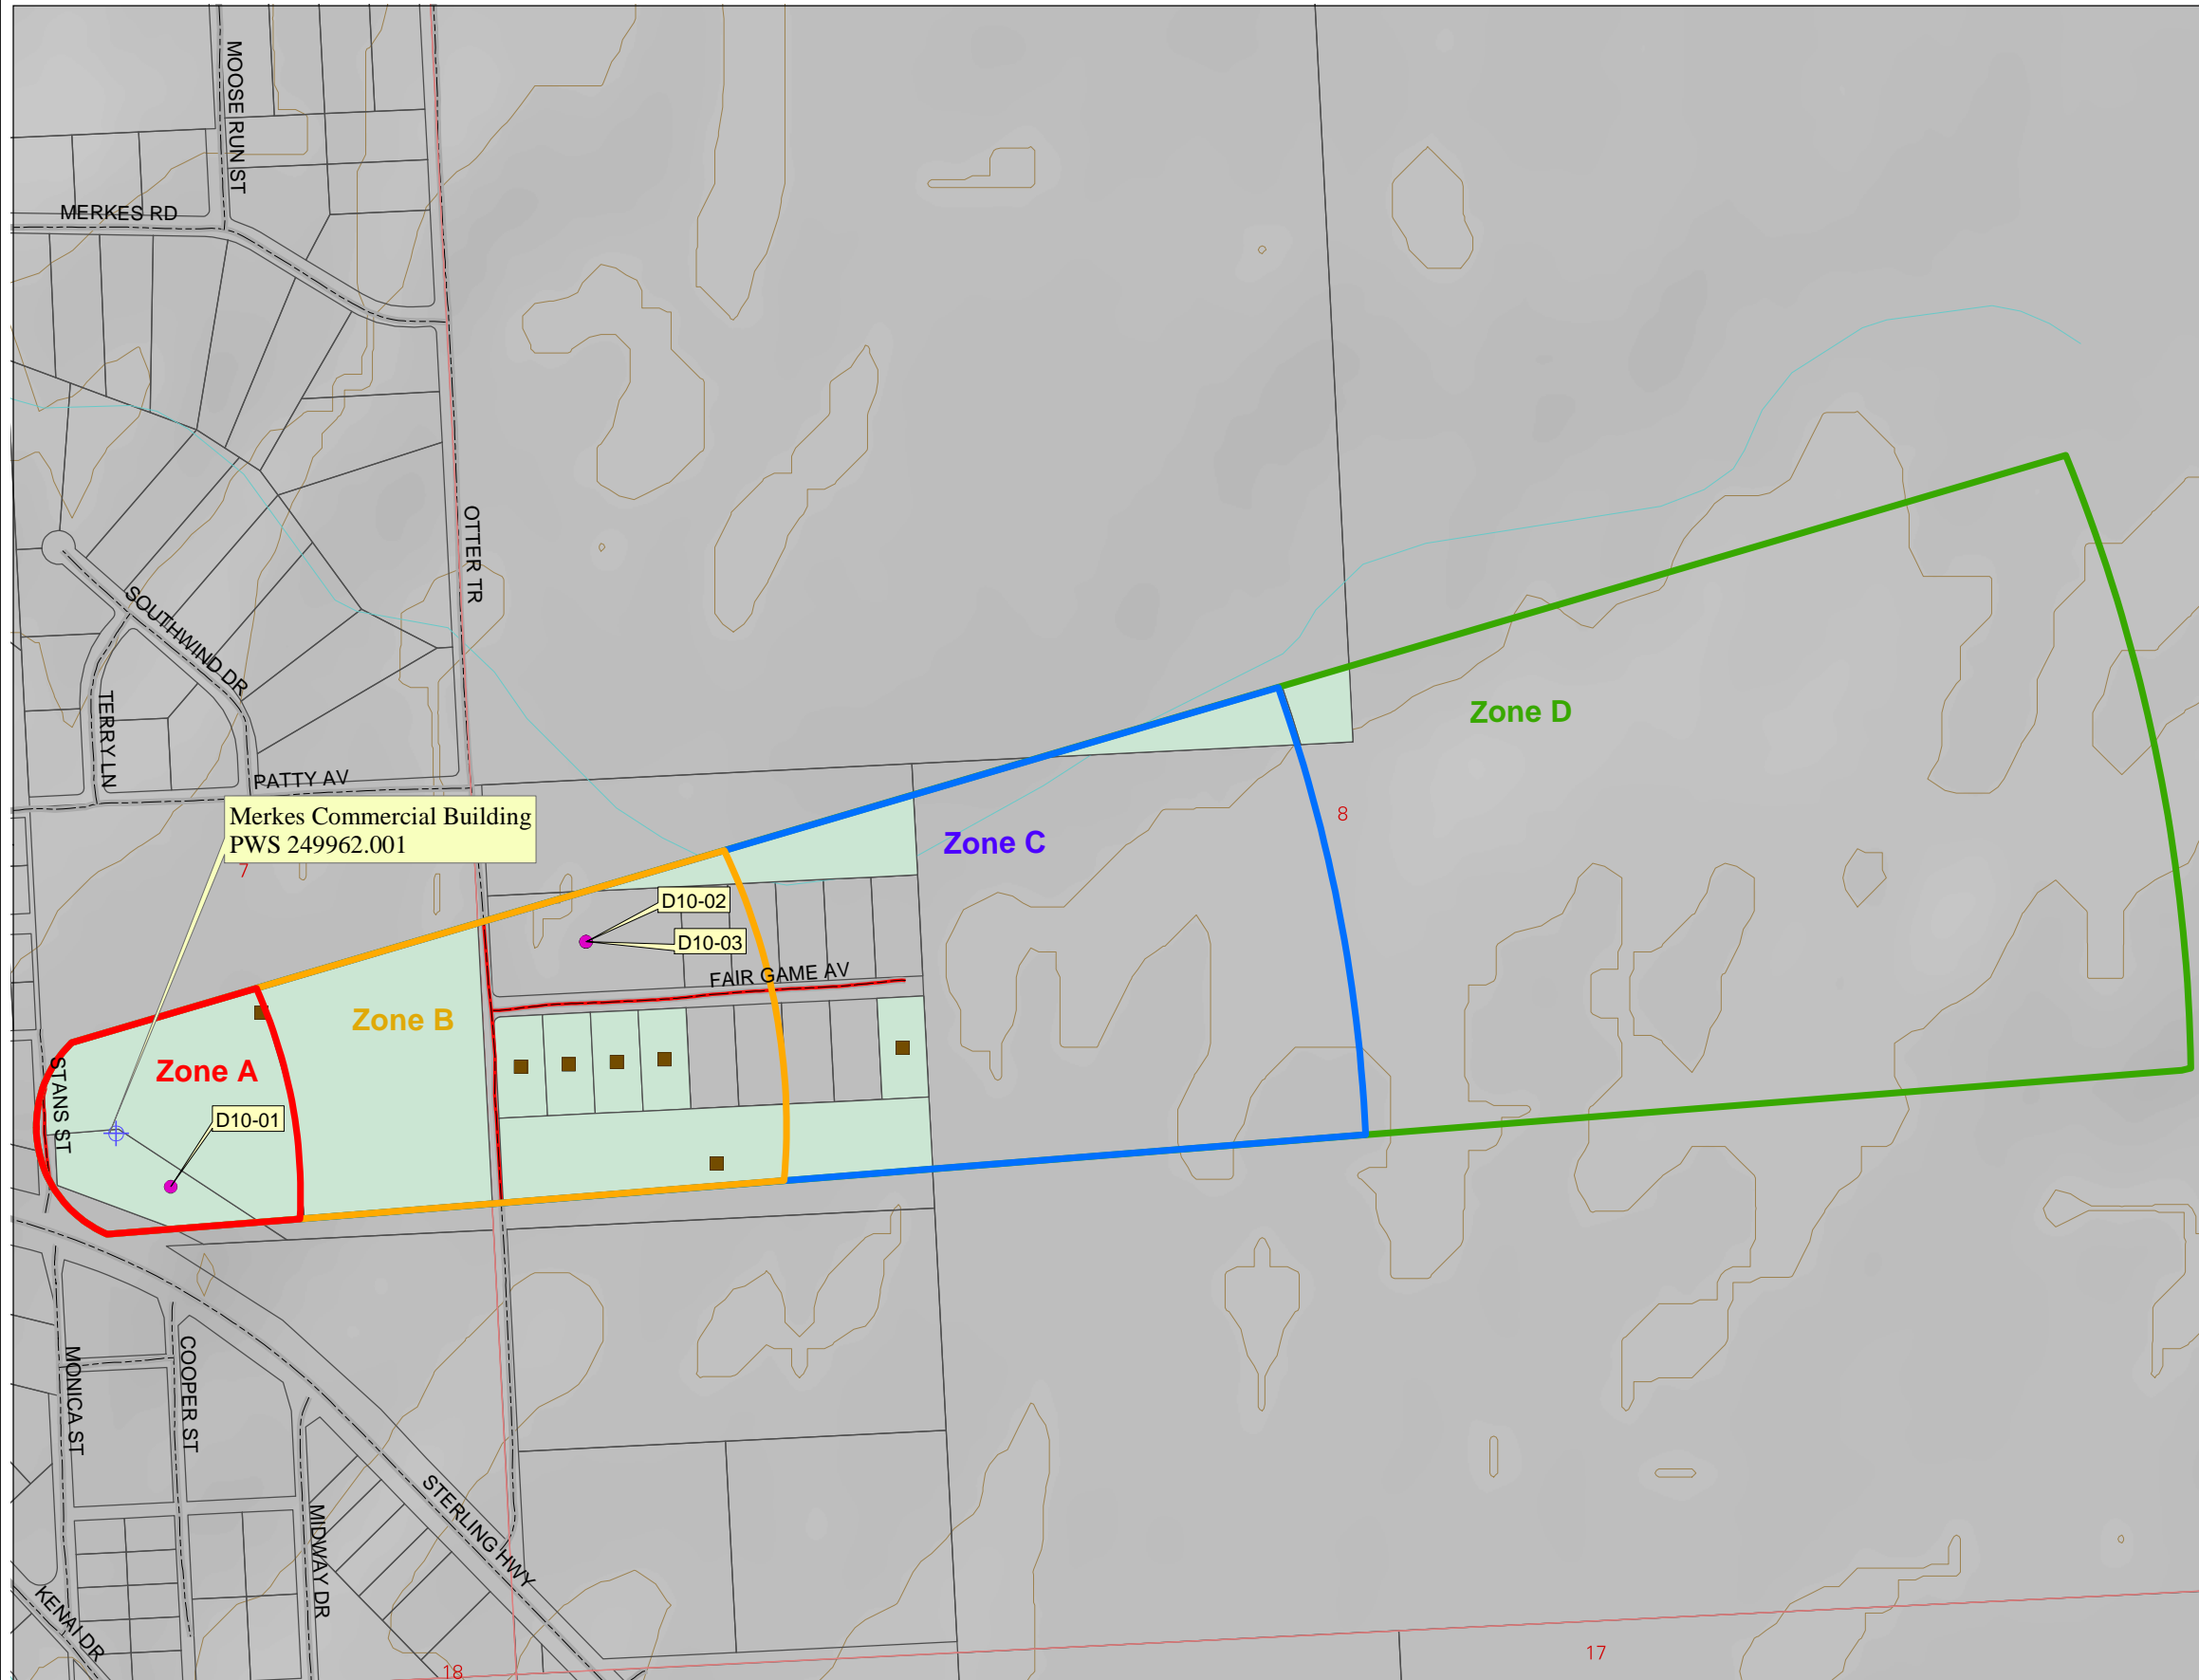 MOOSE RUN ST
MERKES RD
OTTER TR
SOUTHWIND DR
TERRY LN
PATTY AV
Merkes Commercial Building
PWS 249962.001
7
Zone D
8
Zone C
D10-02
D10-03
FAIR GAME AV
Zone B
Zone A
STANS ST
D10-01
MONICA ST
COOPER ST
STERLING HWY
MIDWAY DR
KENAI DR
18
17